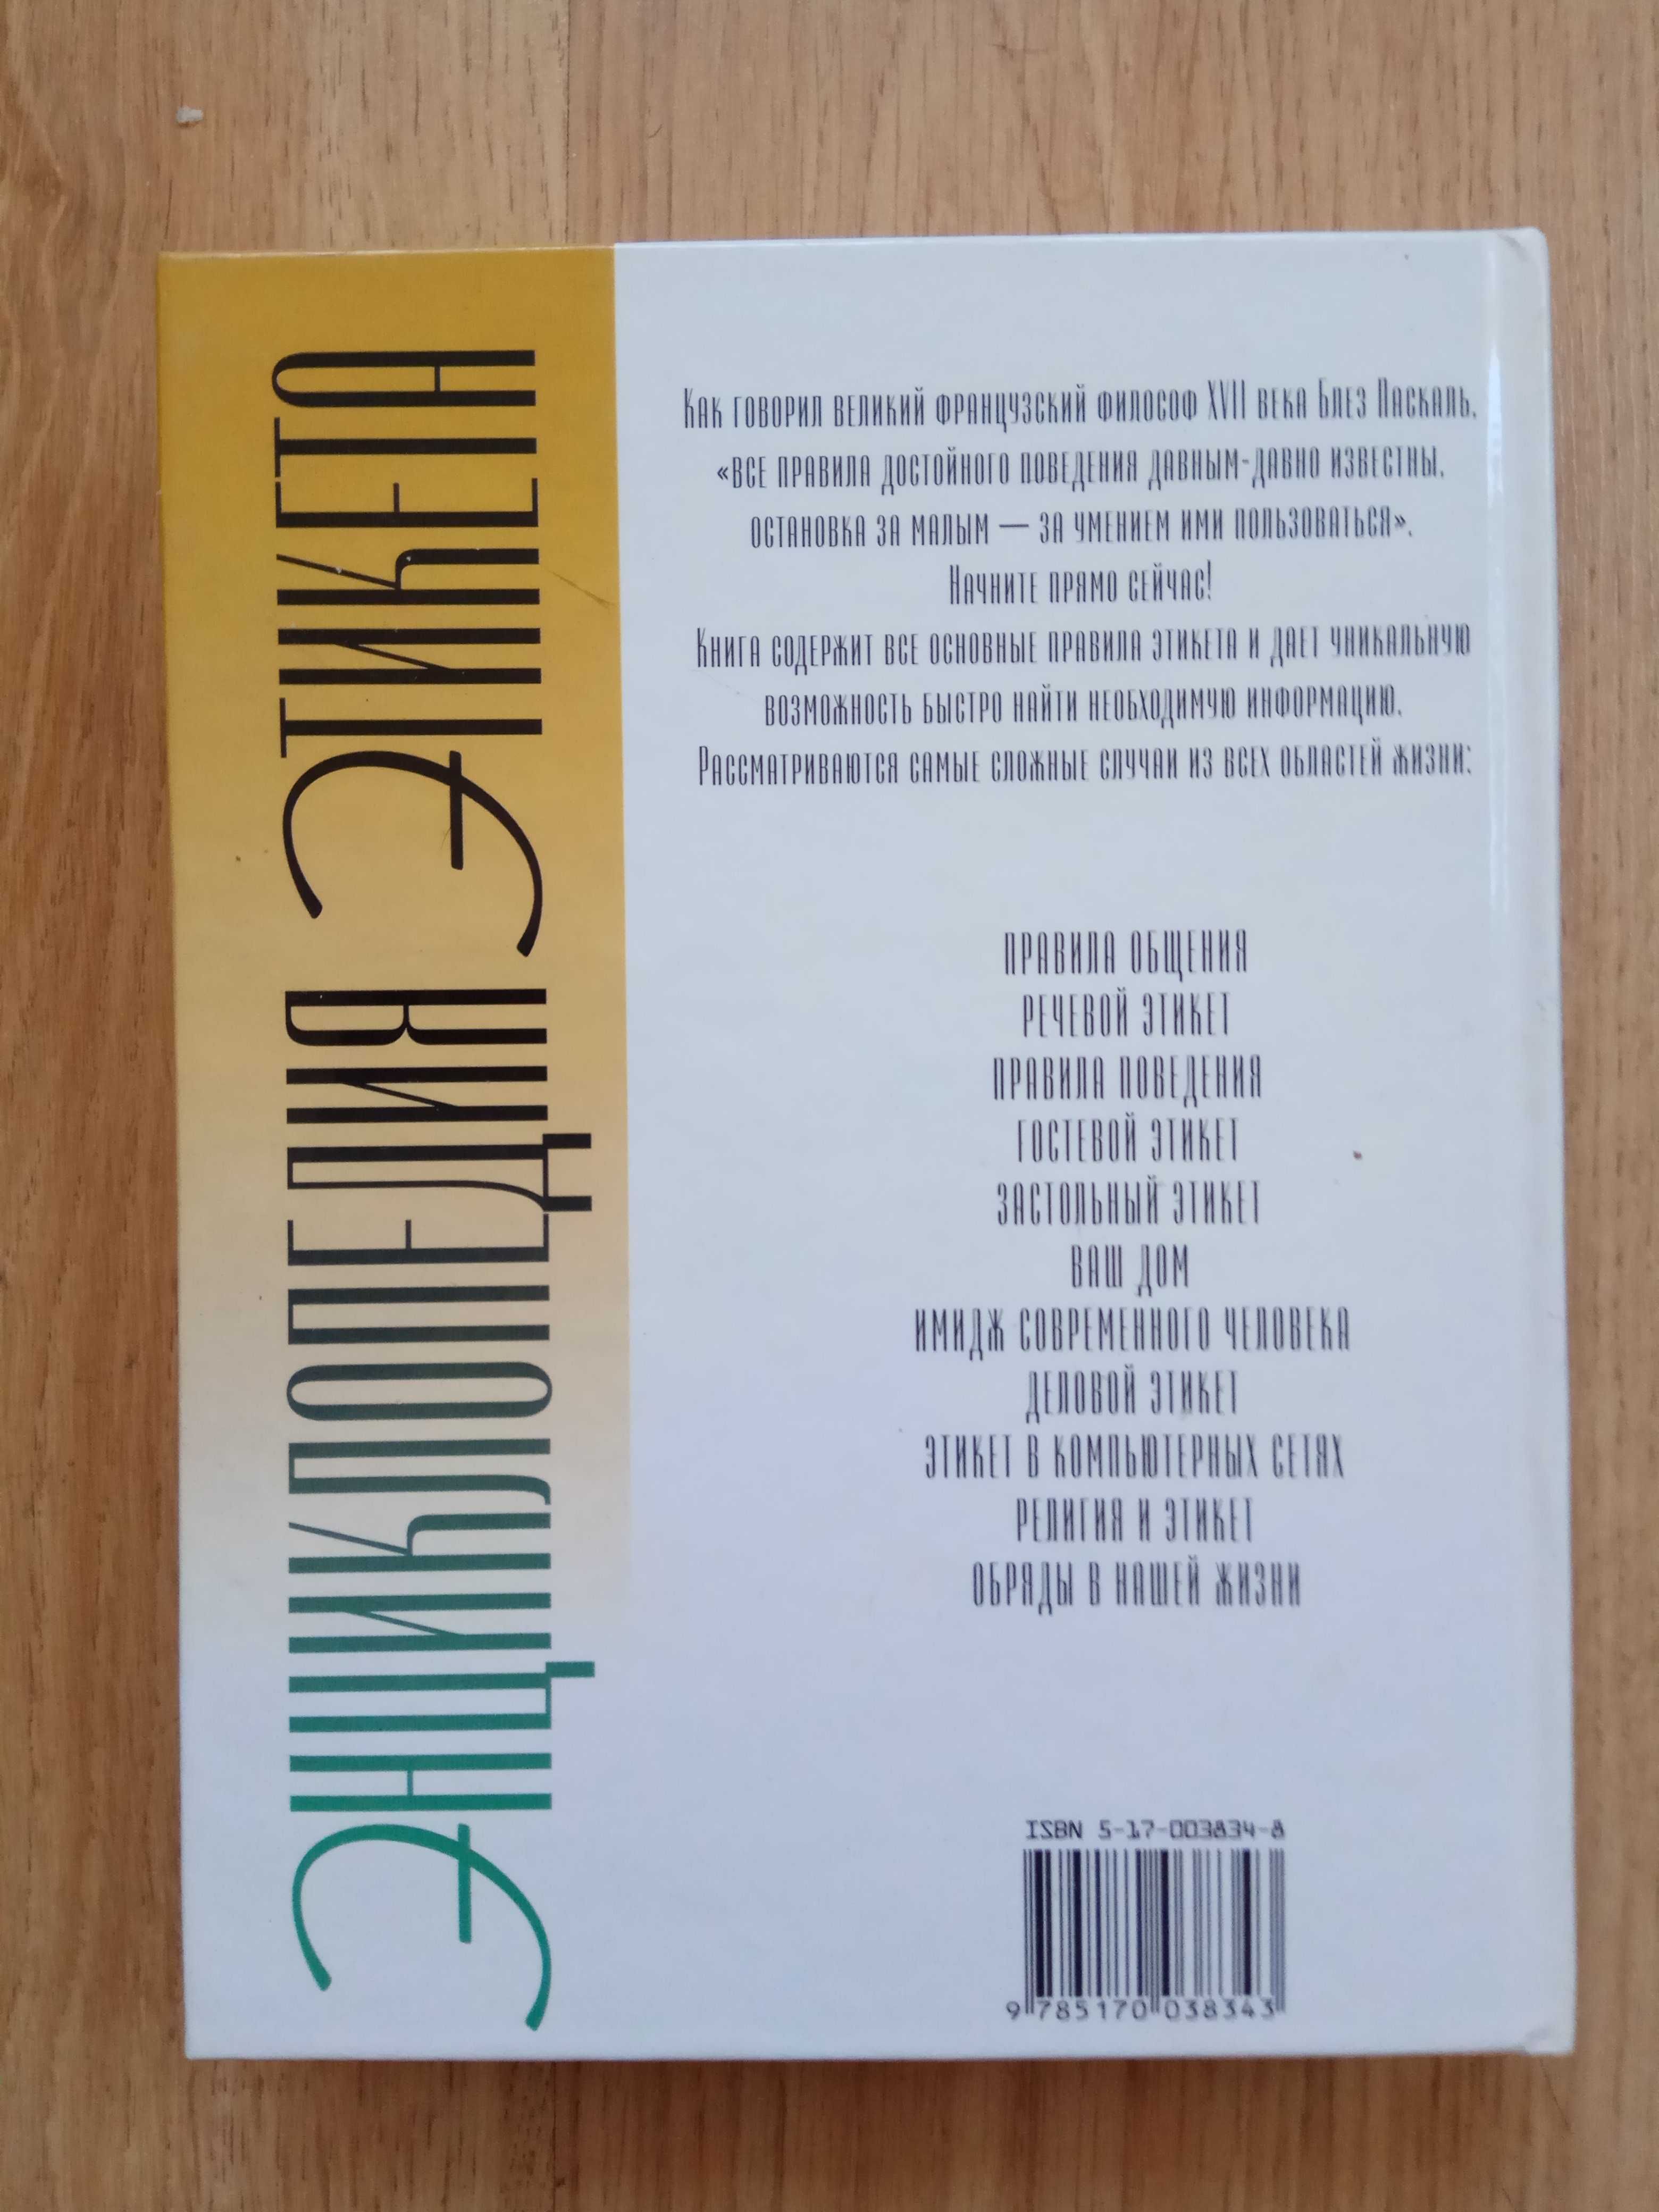 ЭНЦИКЛОПЕДИЯ ЭТИКЕТА
Как говорил великий французский философ XVII века Блез Паскаль,
«все правила достойного поведения давным-давно известны,
остановка за малым — за умением ими пользоваться».
Начните прямо сейчас!
Книга содержит все основные правила этикета и дает уникальную
возможность быстро найти необходимую информацию.
Рассматриваются самые сложные случаи из всех областей жизни:
ПРАВИЛА ОБЩЕНИЯ
РЕЧЕВОЙ ЭТИКЕТ
ПРАВИЛА ПОВЕДЕНИЯ
ГОСТЕВОЙ ЭТИКЕТ
ЗАСТОЛЬНЫЙ ЭТИКЕТ
ВАШ ДОМ
ИМИДЖ СОВРЕМЕННОГО ЧЕЛОВЕКА
ДЕЛОВОЙ ЭТИКЕТ
ЭТИКЕТ В КОМПЬЮТЕРНЫХ СЕТЯХ
РЕЛИГИЯ И ЭТИКЕТ
ОБРЯДЫ В НАШЕЙ ЖИЗНИ
ISBN 5-17-003834-8
9 785170 038343